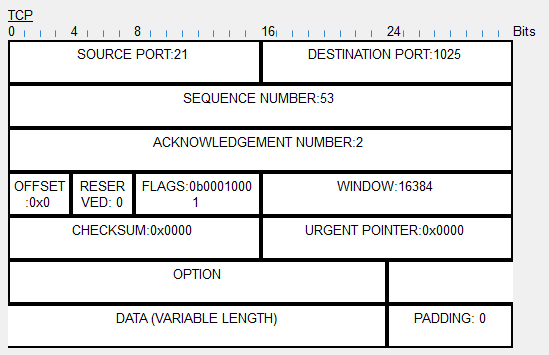 TCP
0 4 8 16 24 Bits
SOURCE PORT:21 DESTINATION PORT:1025
SEQUENCE NUMBER:53
ACKNOWLEDGEMENT NUMBER:2
OFFSET RESER FLAGS:0b0001000 WINDOW:16384
:0x0 VED: 0 1
CHECKSUM:0x0000 URGENT POINTER:0x0000
OPTION
DATA (VARIABLE LENGTH) PADDING: 0